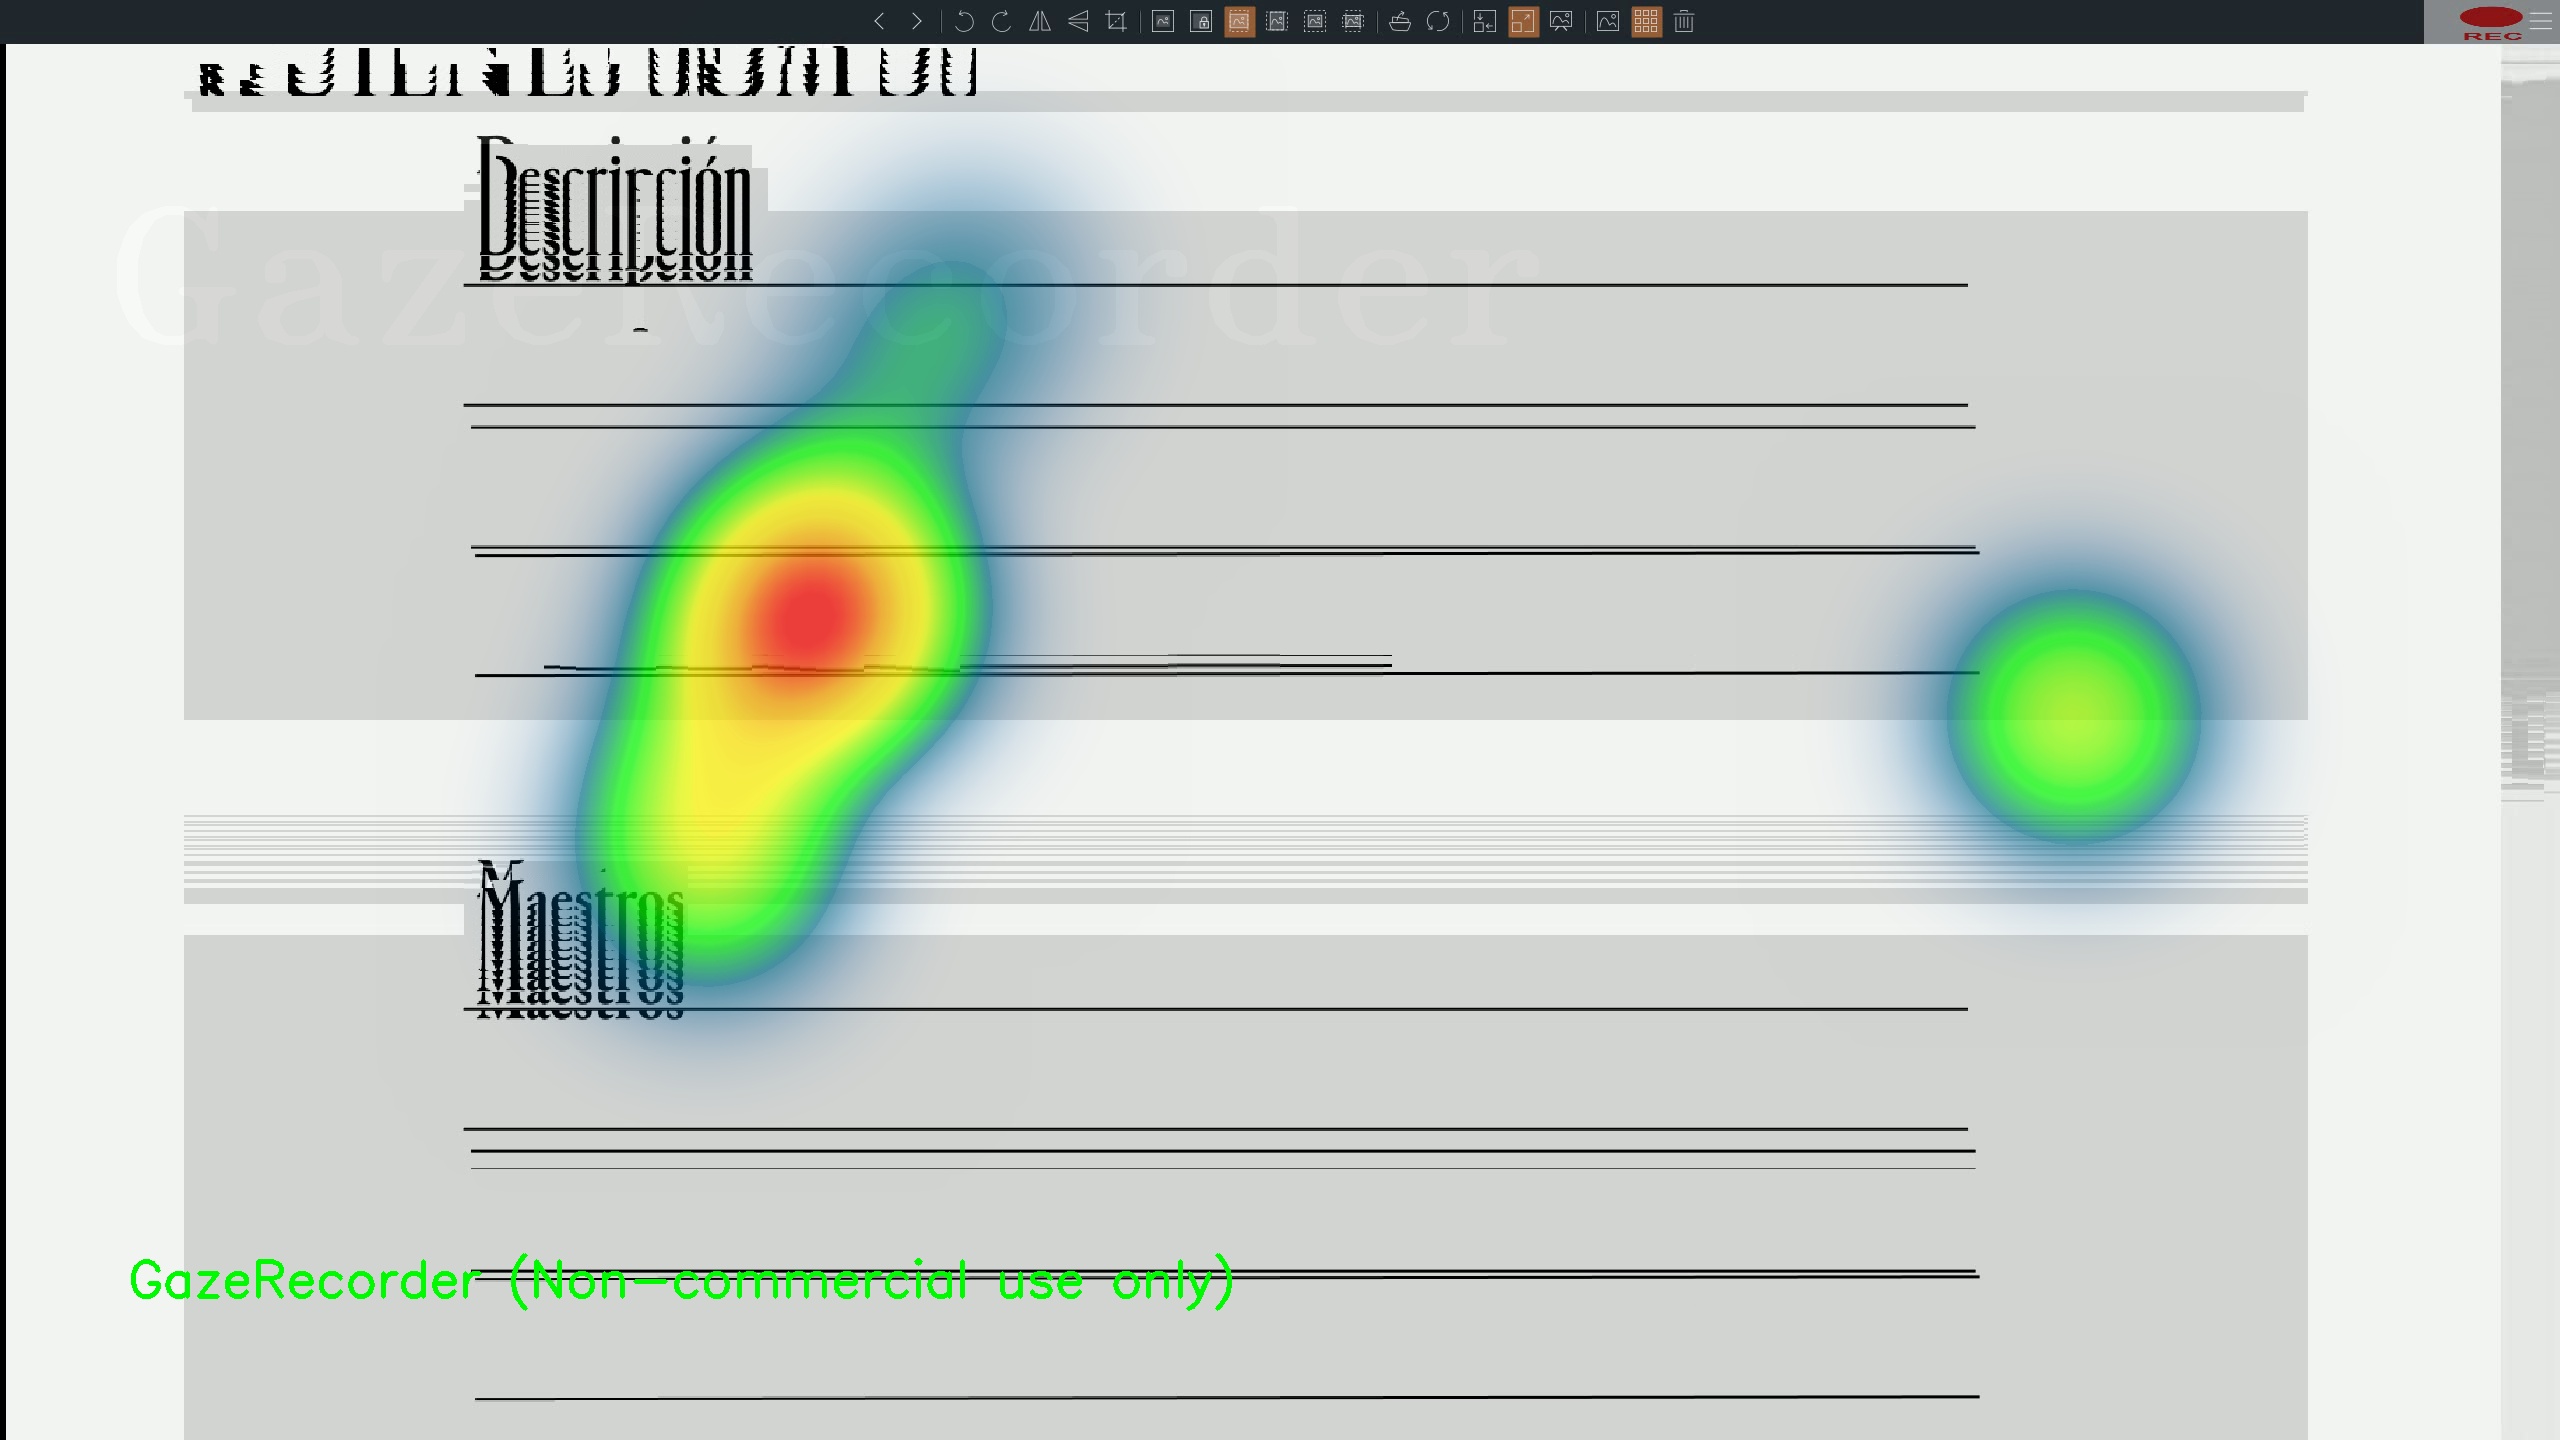 REC
Descripción
GazeRecorder
Maestros
GazeRecorder (Non-commercial use only)